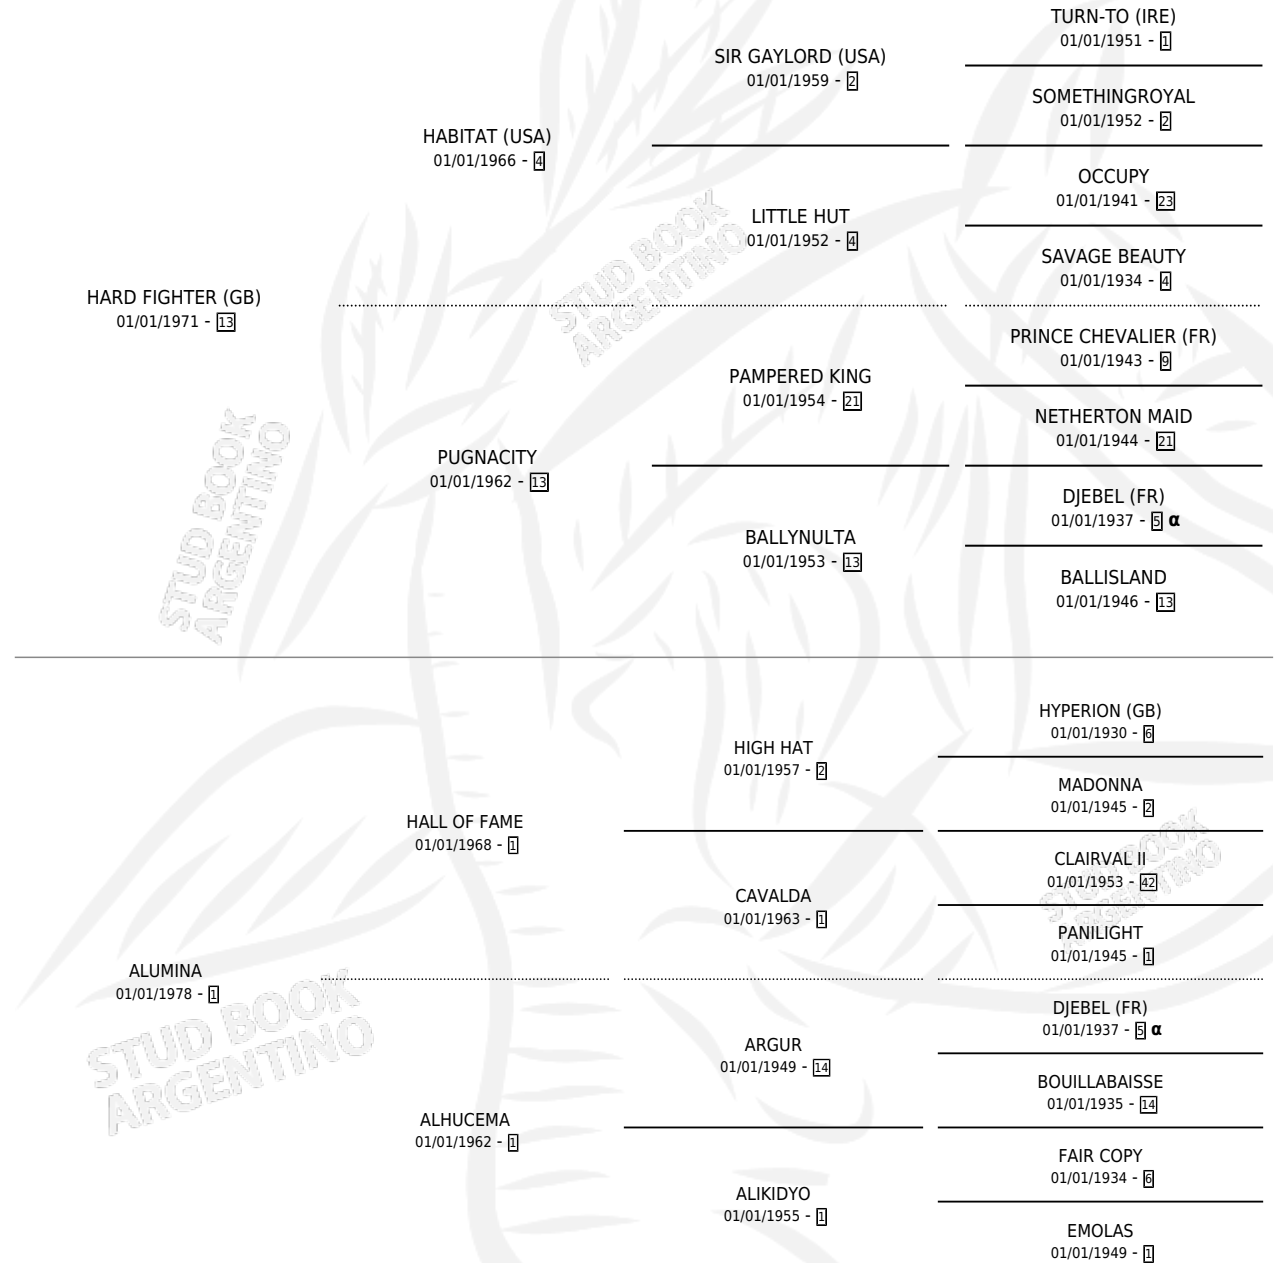 TURN-TO (IRE)
01/01/1951 - 1
SIR GAYLORD (USA)
01/01/1959 - 2
SOMETHINGROYAL
01/01/1952 - 2
HABITAT (USA)
01/01/1966 - 4
OCCUPY
01/01/1941 - 23
LITTLE HUT
01/01/1952 - 4
SAVAGE BEAUTY
01/01/1934 - 4
HARD FIGHTER (GB)
01/01/1971 - 13
PRINCE CHEVALIER (FR)
01/01/1943 - 9
PAMPERED KING
01/01/1954 - 21
NETHERTON MAID
01/01/1944 - 21
PUGNACITY
01/01/1962 - 13
DJEBEL (FR)
01/01/1937 - 5 α
BALLYNULTA
01/01/1953 - 13
BALLISLAND
01/01/1946 - 13
HYPERION (GB)
01/01/1930 - 6
HIGH HAT
01/01/1957 - 2
MADONNA
01/01/1945 - 2
HALL OF FAME
01/01/1968 - 1
CLAIRVAL II
01/01/1953 - 42
CAVALDA
01/01/1963 - 1
PANILIGHT
01/01/1945 - 1
ALUMINA
01/01/1978 - 1
DJEBEL (FR)
01/01/1937 - 5 α
ARGUR
01/01/1949 - 14
BOUILLABAISSE
01/01/1935 - 14
ALHUCEMA
01/01/1962 - 1
FAIR COPY
01/01/1934 - 6
ALIKIDYO
01/01/1955 - 1
EMOLAS
01/01/1949 - 1
STUD BOOK
ARGENTINO
STUD BOOK
ARGENTINO
STUD BOOK
ARGENTINO
STUD BOOK
ARGENTINO